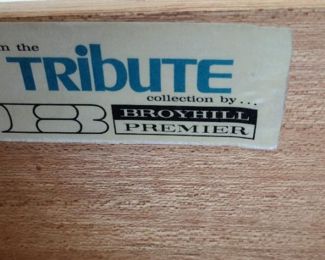 m the
TRiBUTE
collection by...
B BROYHILL
PREMIER